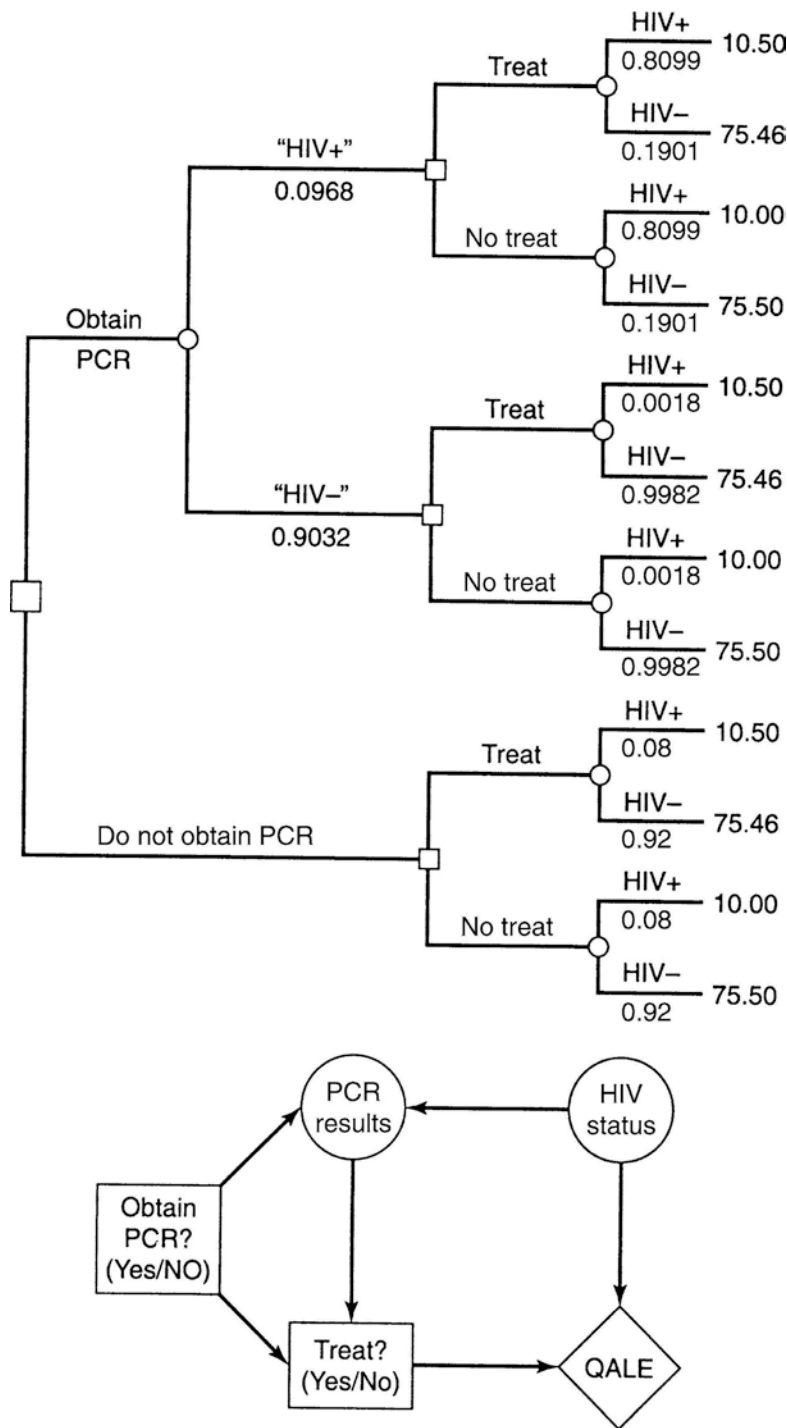 HIV+
10.50
0.8099
Treat
HIV–
75.46
0.1901
“HIV+”
0.0968
HIV+
10.00
0.8099
No treat
HIV–
75.50
0.1901
Obtain
PCR
HIV+
10.50
0.0018
Treat
HIV–
75.46
0.9982
“HIV–”
0.9032
HIV+
10.00
0.0018
No treat
HIV–
75.50
0.9982
HIV+
10.50
0.08
Treat
HIV–
75.46
0.92
Do not obtain PCR
HIV+
10.00
0.08
No treat
HIV–
75.50
0.92
PCR
results
HIV
status
Obtain
PCR?
(Yes/NO)
Treat?
(Yes/No)
QALE